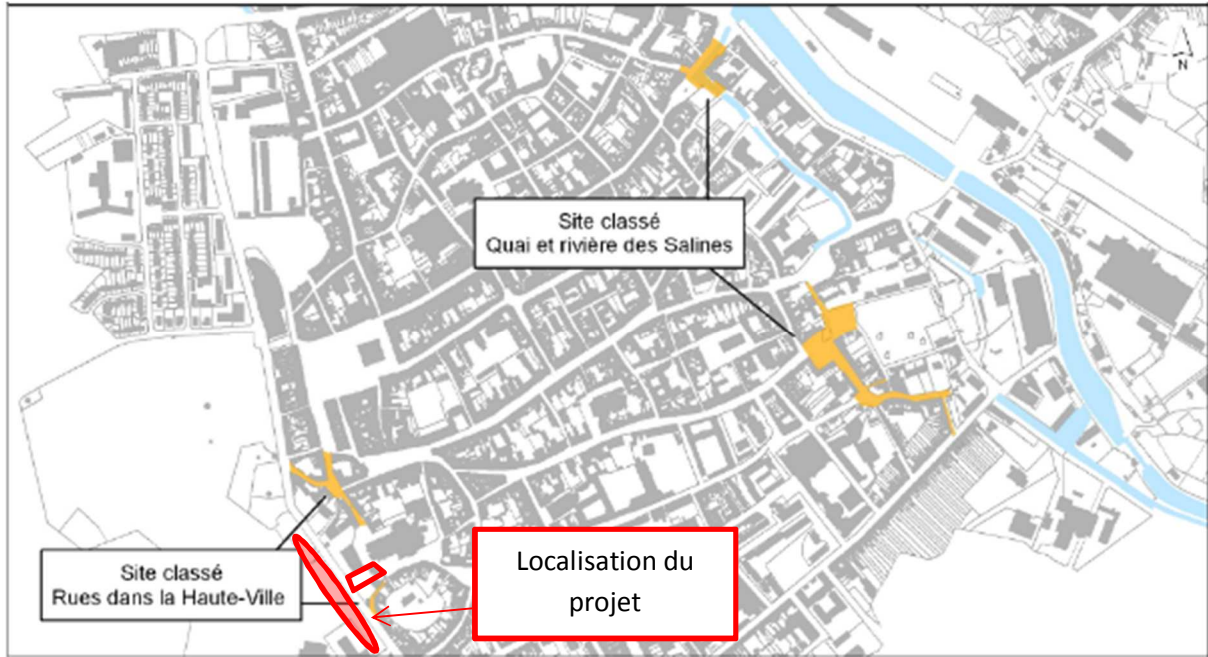 N
Site classé
Quai et rivière des Salines
Site classé
Rues dans la Haute-Ville
Localisation du
projet